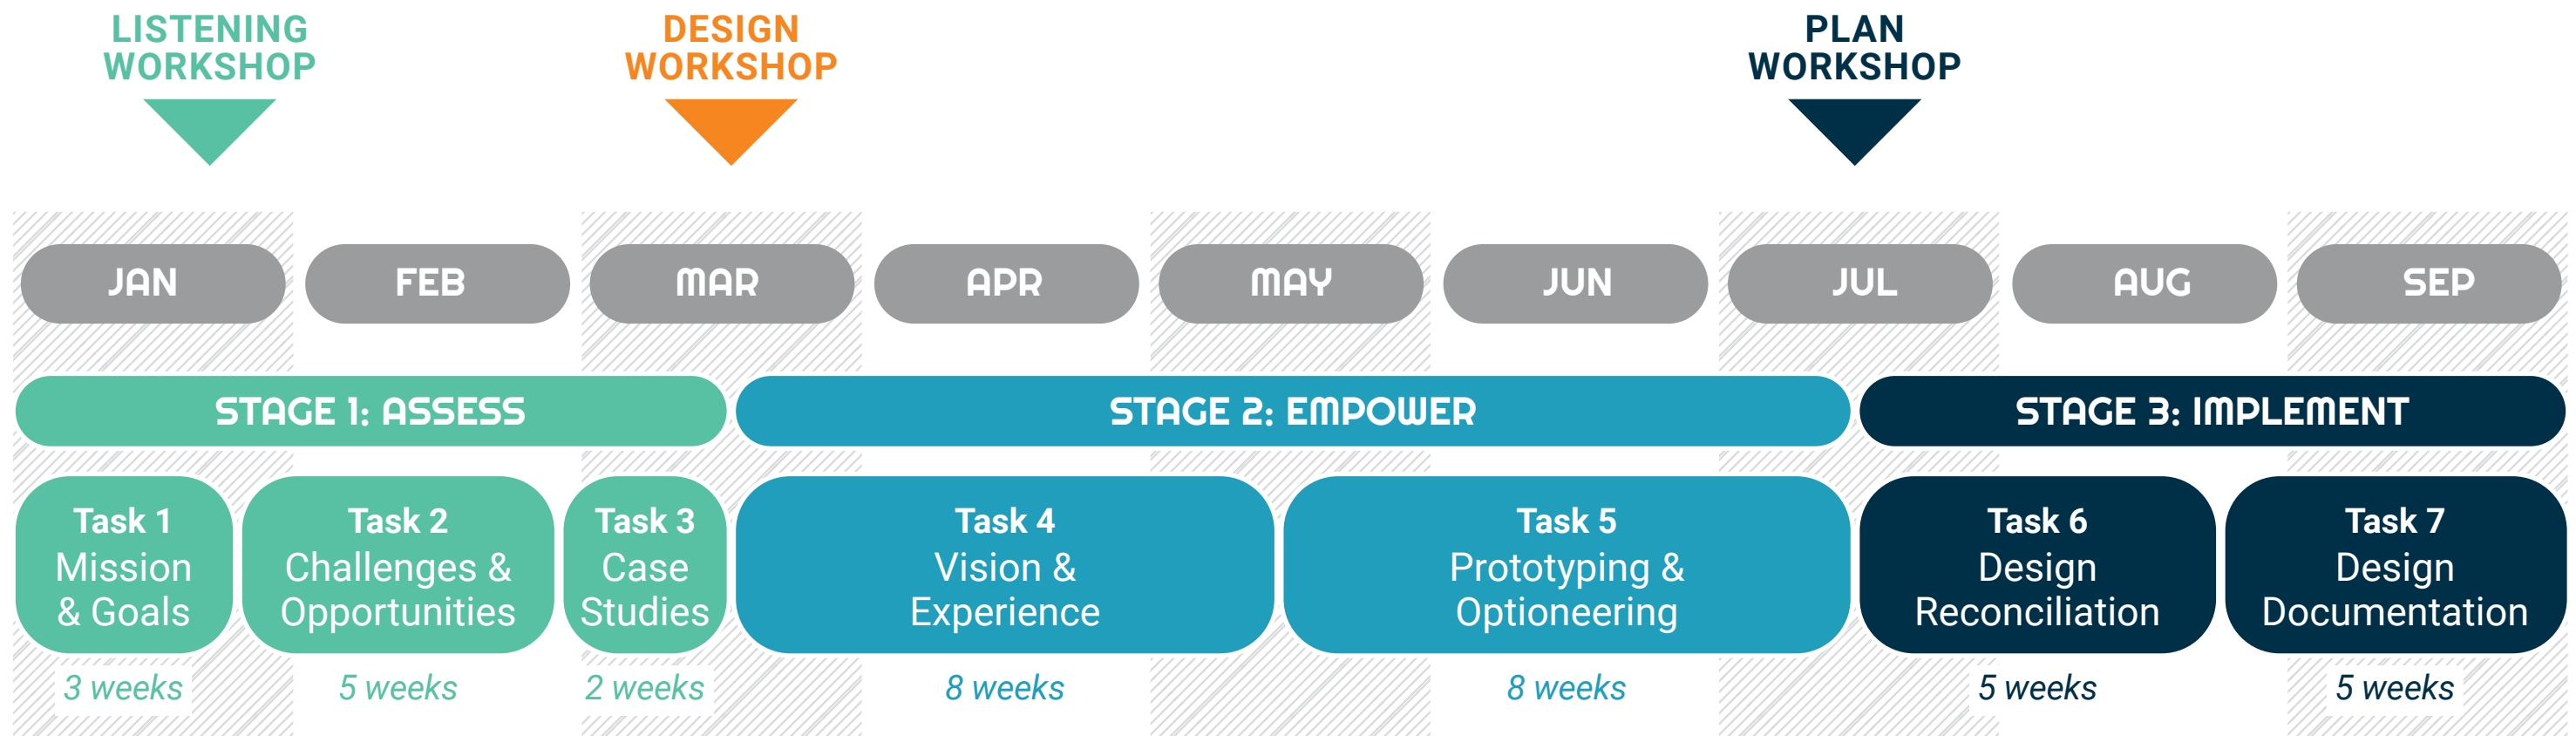 LISTENING
WORKSHOP
DESIGN
WORKSHOP
PLAN
WORKSHOP
JAN
FEB
MAR
APR
MAY
JUN
JUL
AUG
SEP
STAGE 1: ASSESS
STAGE 2: EMPOWER
STAGE 3: IMPLEMENT
Task 1
Mission
& Goals
3 weeks
Task 2
Challenges &
Opportunities
5 weeks
Task 3
Case
Studies
2 weeks
Task 4
Vision &
Experience
8 weeks
Task 5
Prototyping &
Optioneering
8 weeks
Task 6
Design
Reconciliation
5 weeks
Task 7
Design
Documentation
5 weeks